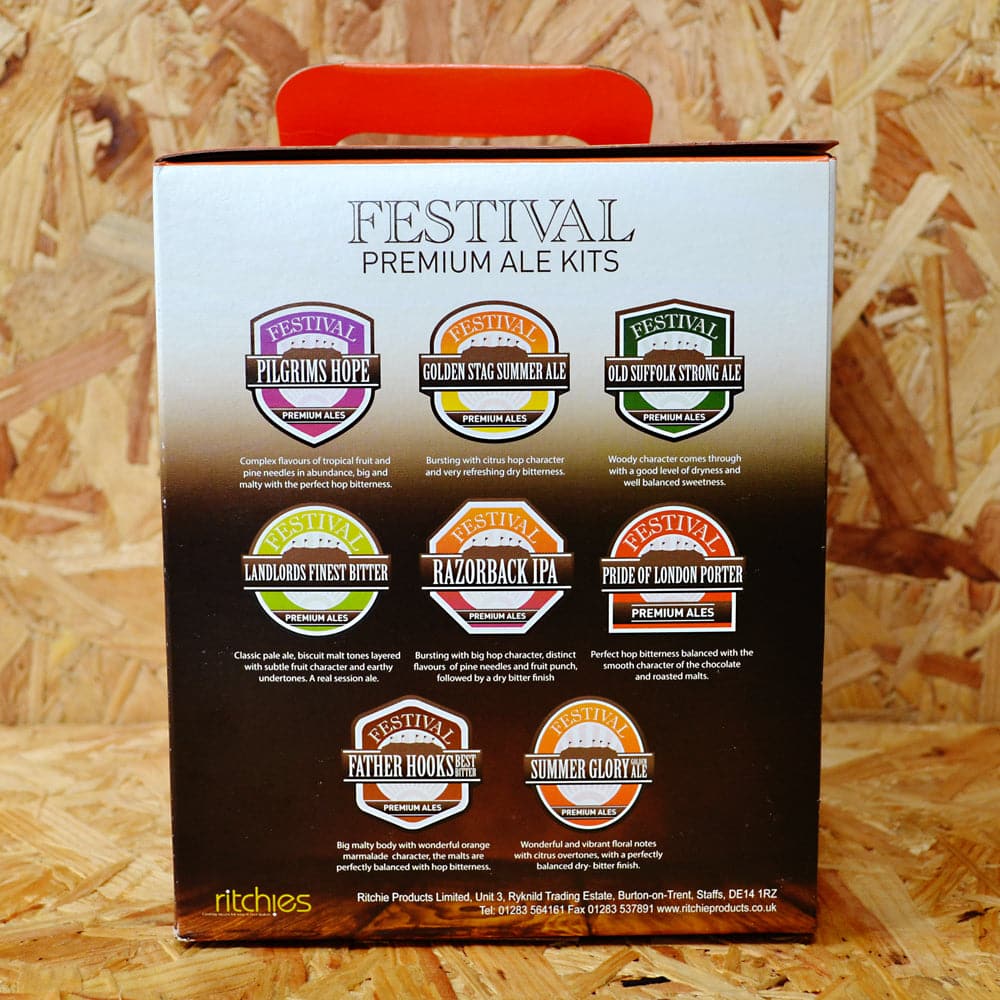 FESTIVAL
PREMIUM ALE KITS
FESTIVAL
PILGRIMS HOPE
PREMIUM ALES
Complex flavours of tropical fruit and
pine needles in abundance, big and
malty with the perfect hop bitterness.
FESTIVAL
GOLDEN STAG SUMMER ALE
PREMIUM ALES
Bursting with citrus hop character
and very refreshing dry bitterness.
FESTIVAL
OLD SUFFOLK STRONG ALE
PREMIUM ALES
Woody character comes through
with a good level of dryness and
well balanced sweetness.
FESTIVAL
LANDLORDS FINEST BITTER
PREMIUM ALES
Classic pale ale, biscuit malt tones layered
with subtle fruit character and earthy
undertones. A real session ale.
FESTIVAL
RAZORBACK IPA
PREMIUM ALES
Bursting with big hop character, distinct
flavours of pine needles and fruit punch,
followed by a dry bitter finish
FESTIVAL
PRIDE OF LONDON PORTER
PREMIUM ALES
Perfect hop bitterness balanced with the
smooth character of the chocolate
and roasted malts.
FESTIVAL
FATHER HOOKS BEST BITTER
PREMIUM ALES
Big malty body with wonderful orange
marmalade character, the malts are
perfectly balanced with hop bitterness.
FESTIVAL
SUMMER GLORY GOLDEN ALE
PREMIUM ALES
Wonderful and vibrant floral notes
with citrus overtones, with a perfectly
balanced dry- bitter finish.
ritchies
Ritchie Products Limited, Unit 3, Ryknild Trading Estate, Burton-on-Trent, Staffs, DE14 1RZ
Tel: 01283 564161 Fax 01283 537891 www.ritchieproducts.co.uk